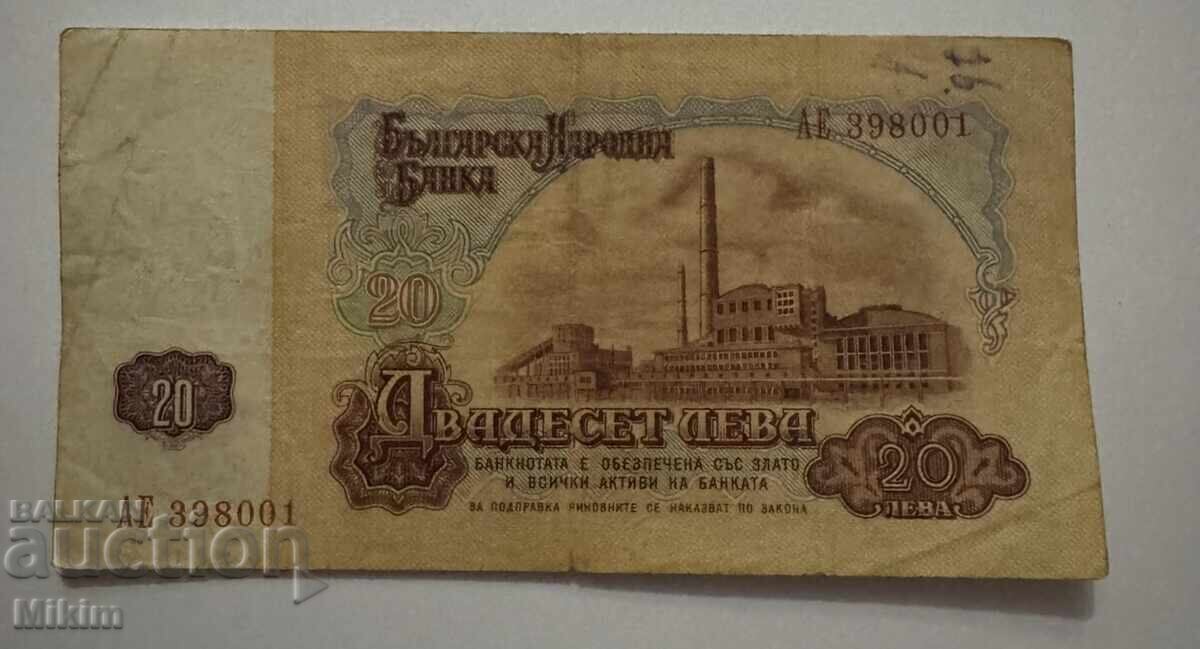 БЪЛГАРСКА НАРОДНА
БАНКА
АЕ 398001
20
20
ДВАДЕСЕТ ЛЕВА
БАНКНОТАТА Е ОБЕЗПЕЧЕНА СЪС ЗЛАТО
И ВСИЧКИ АКТИВИ НА БАНКАТА
ЗА ПОДПРАВКА ВИНОВНИТЕ СЕ НАКАЗВАТ ПО ЗАКОНА
20
ЛЕВА
АЕ 398001
BALKAN
auction
Mikim